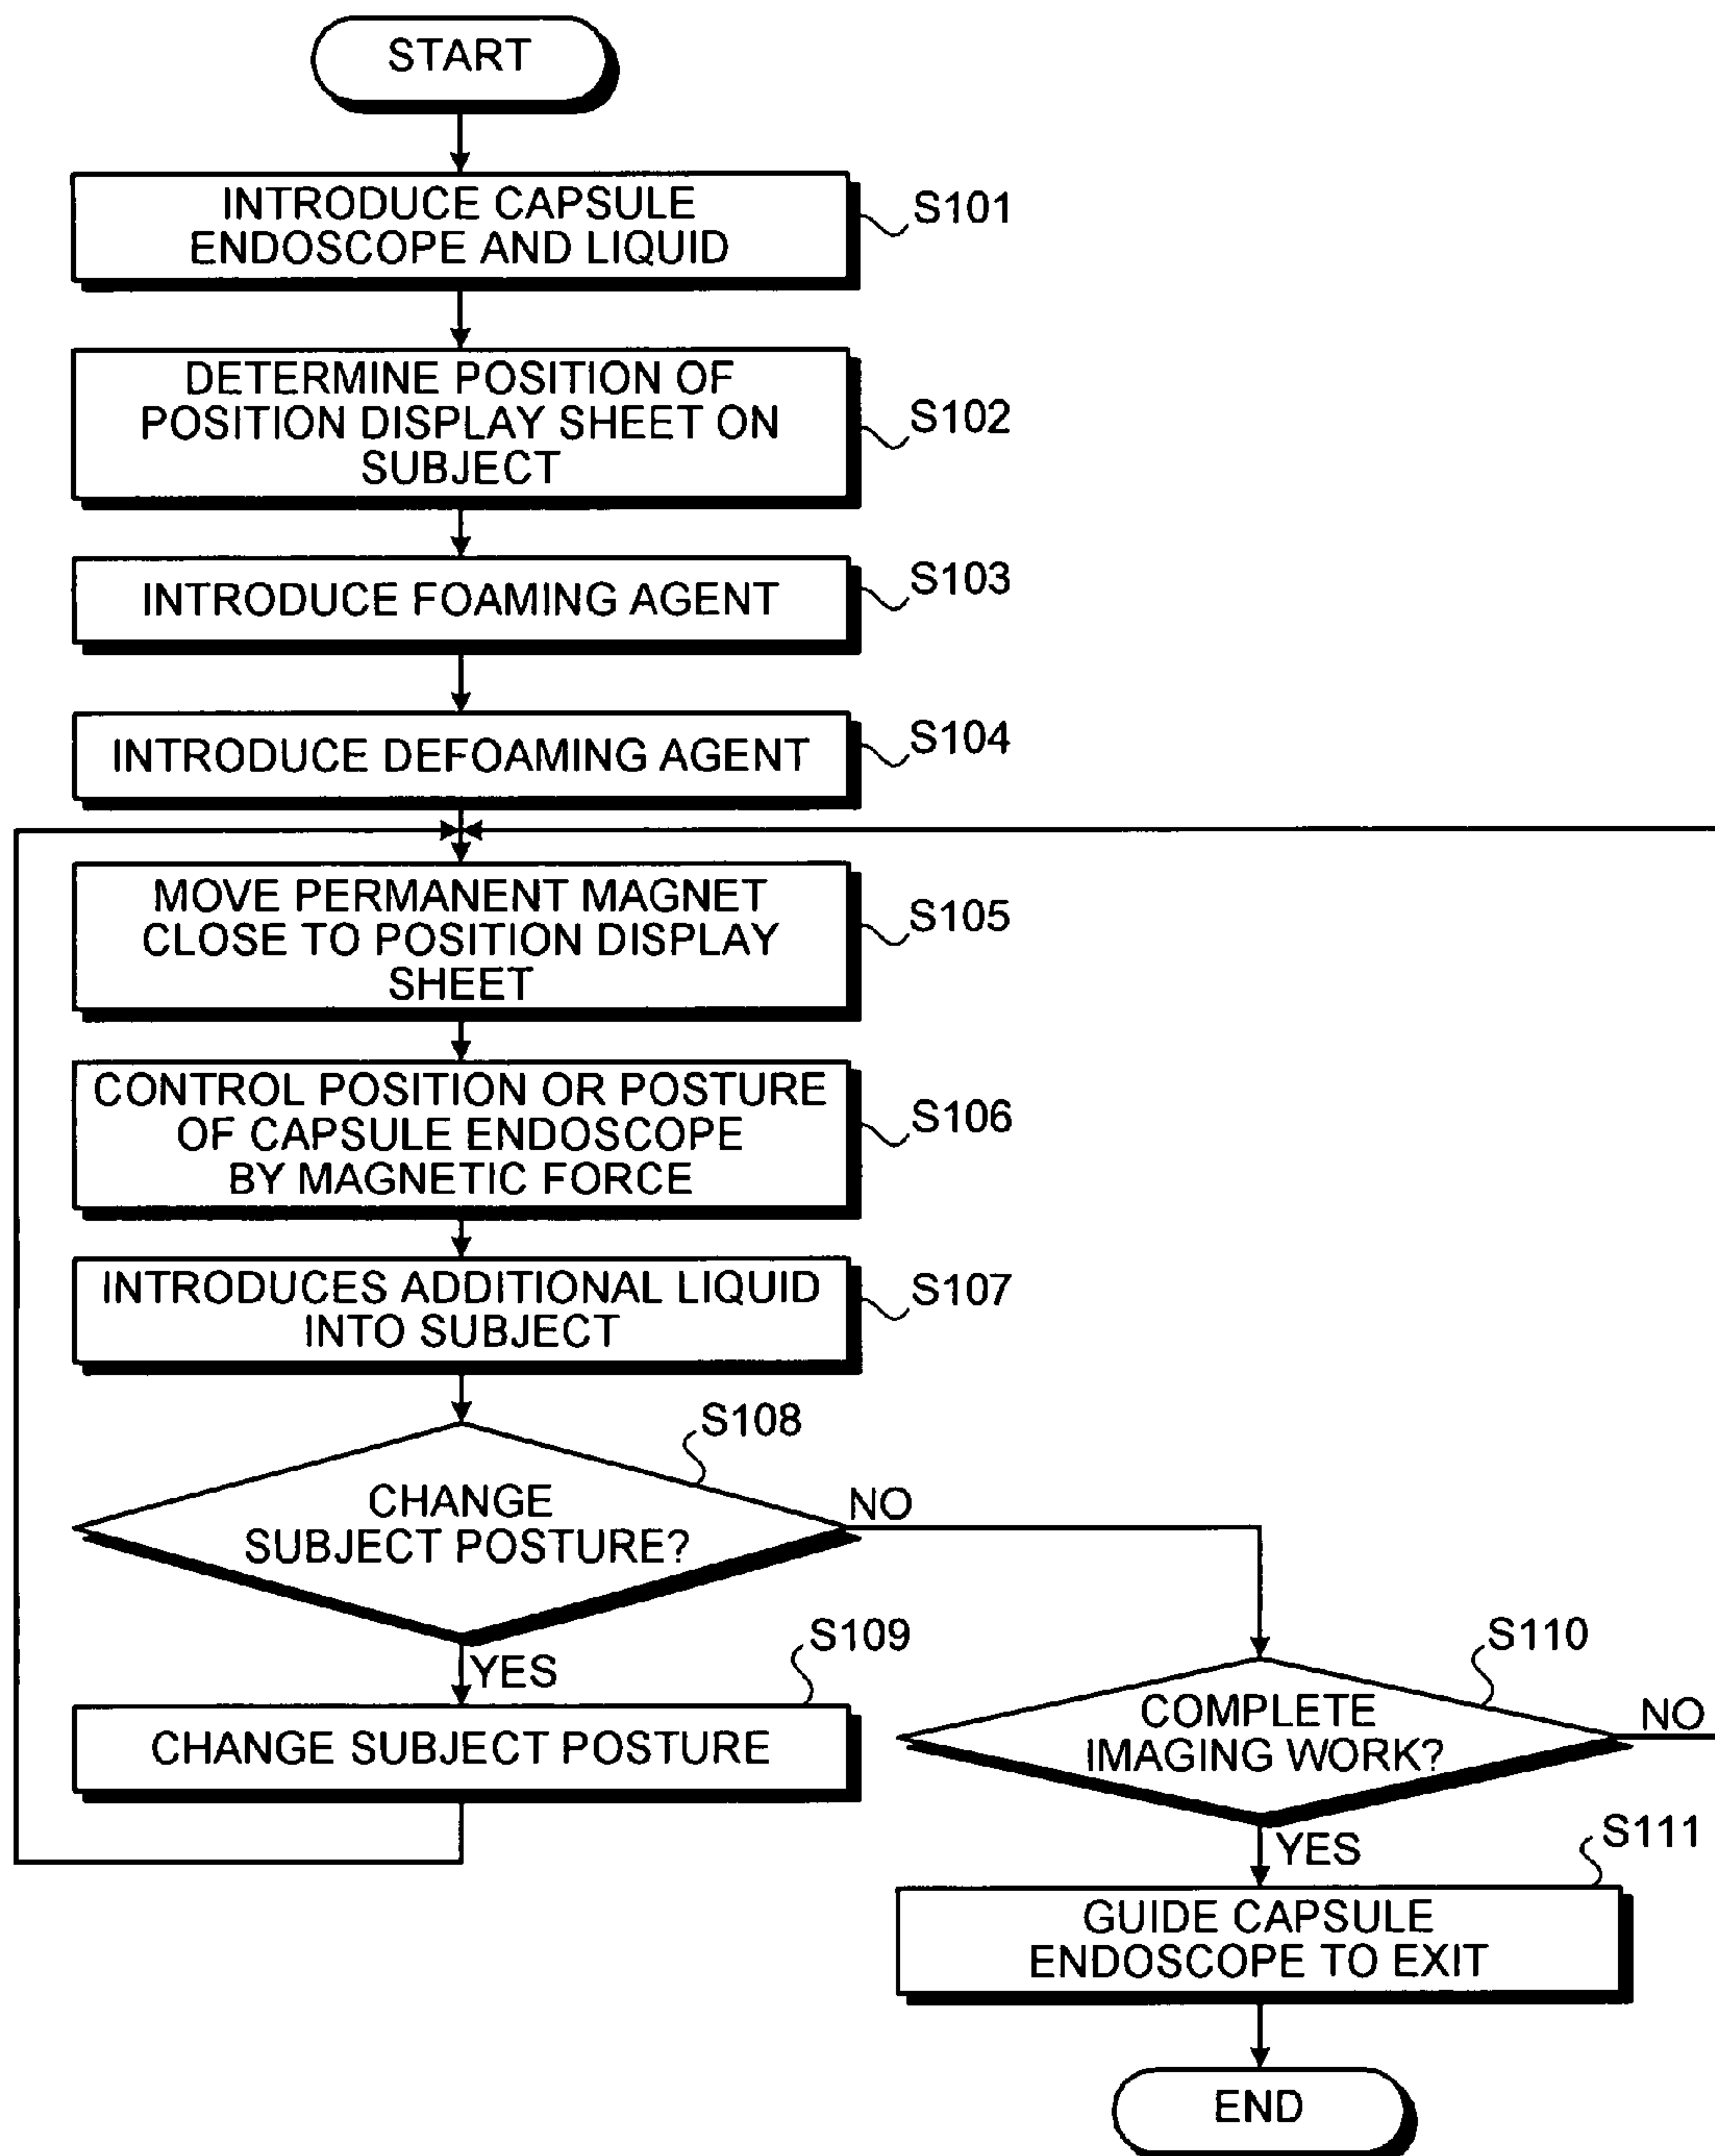 START
INTRODUCE CAPSULE
ENDOSCOPE AND LIQUID
S101
DETERMINE POSITION OF
POSITION DISPLAY SHEET ON
SUBJECT
S102
INTRODUCE FOAMING AGENT
S103
INTRODUCE DEFOAMING AGENT
S104
MOVE PERMANENT MAGNET
CLOSE TO POSITION DISPLAY
SHEET
S105
CONTROL POSITION OR POSTURE
OF CAPSULE ENDOSCOPE
BY MAGNETIC FORCE
S106
INTRODUCES ADDITIONAL LIQUID
INTO SUBJECT
S107
S108
CHANGE
SUBJECT POSTURE?
NO
YES
S109
CHANGE SUBJECT POSTURE
S110
COMPLETE
IMAGING WORK?
NO
YES
S111
GUIDE CAPSULE
ENDOSCOPE TO EXIT
END